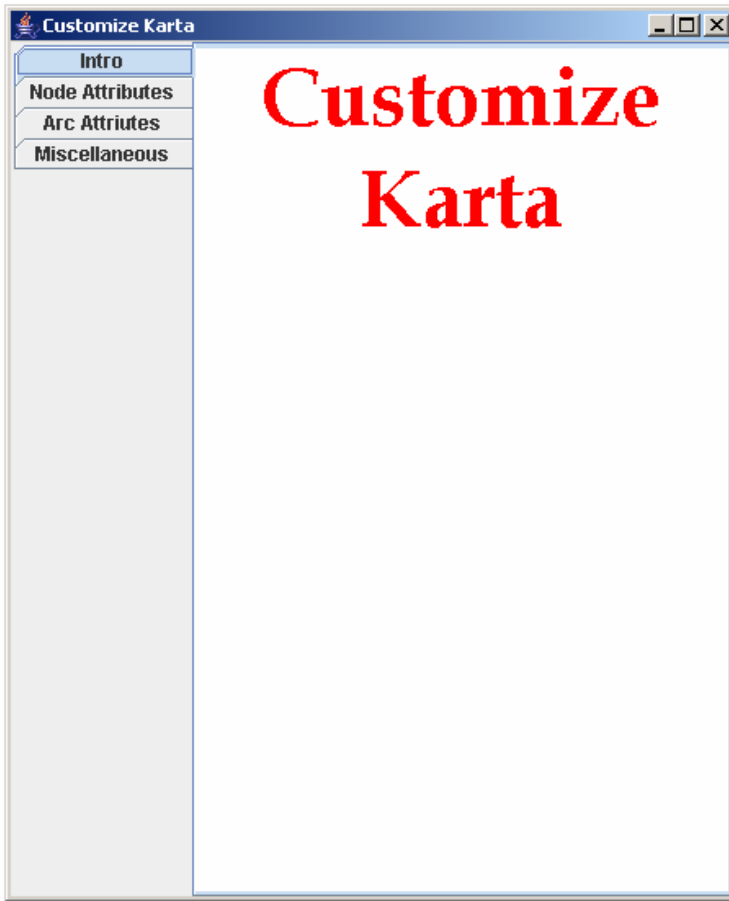 Customize Karta
Intro
Node Attributes
Arc Attriutes
Miscellaneous
Customize
Karta